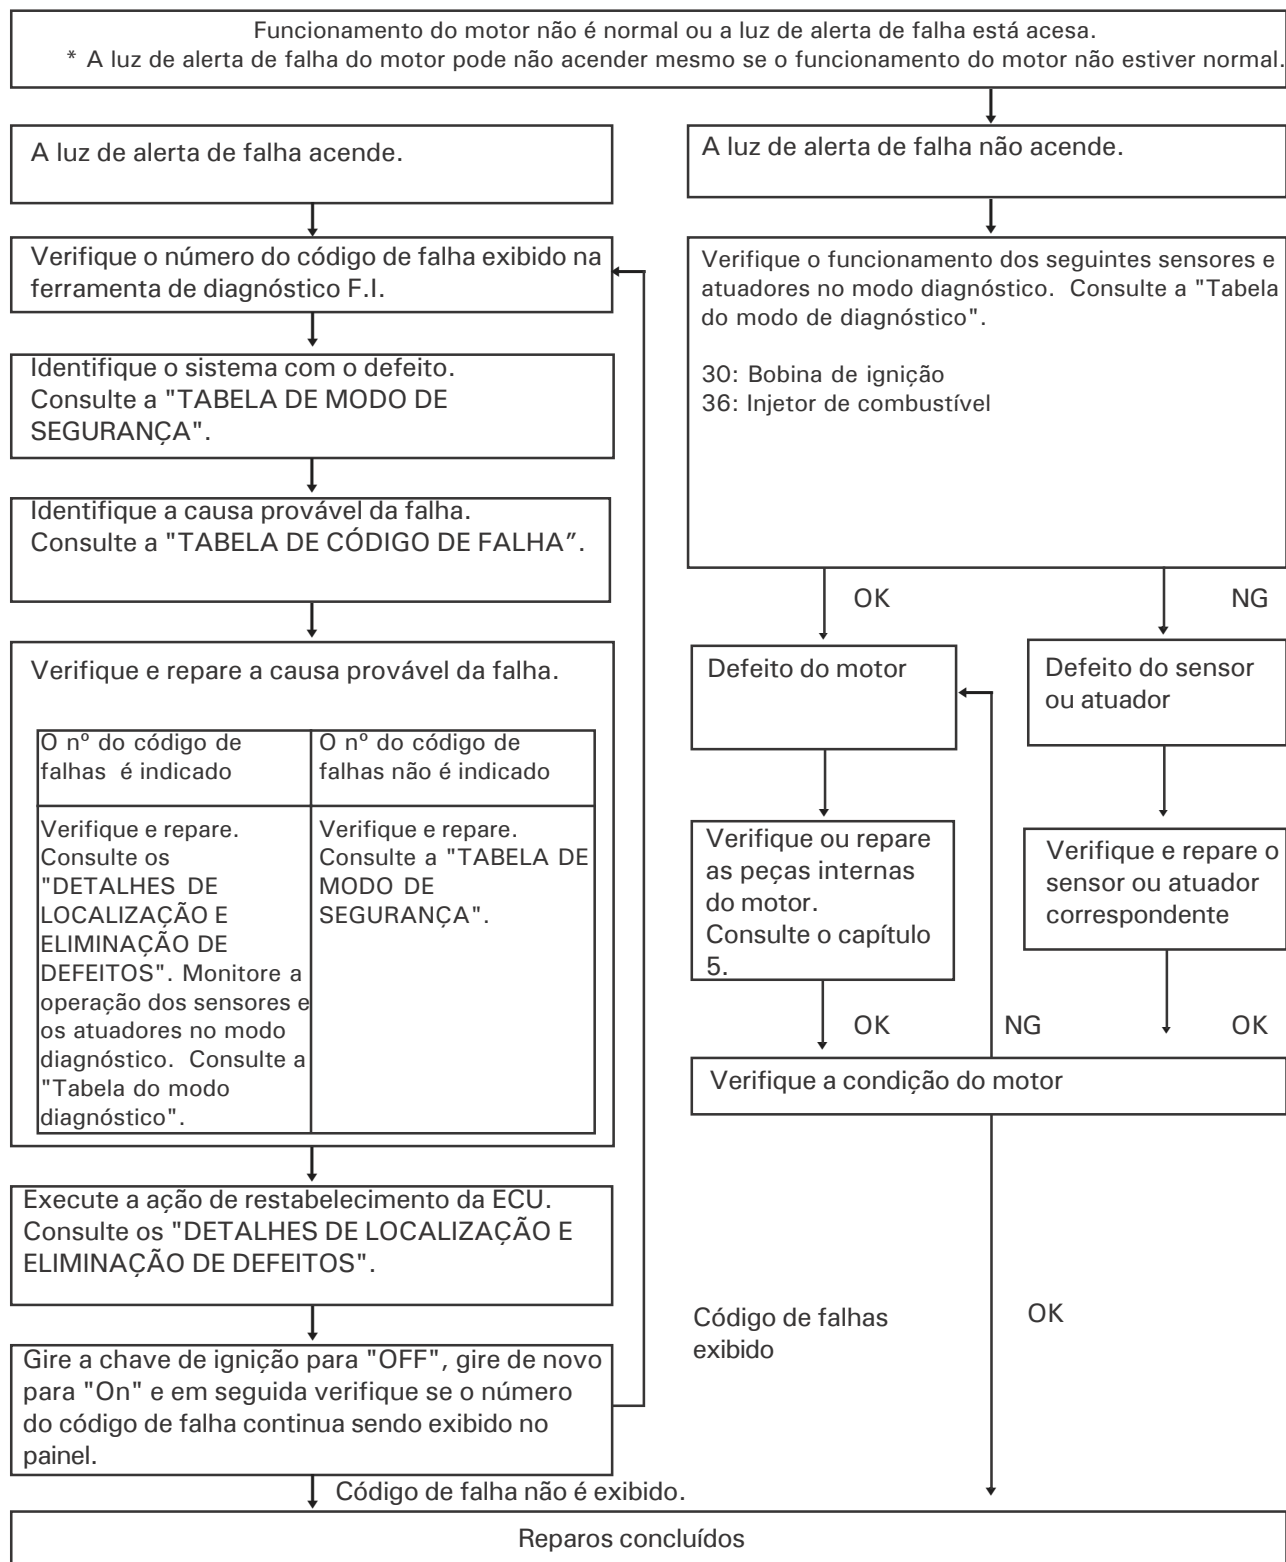 Funcionamento do motor não é normal ou a luz de alerta de falha está acesa.
* A luz de alerta de falha do motor pode não acender mesmo se o funcionamento do motor não estiver normal.
A luz de alerta de falha acende.
Verifique o número do código de falha exibido na
ferramenta de diagnóstico F.I.
Identifique o sistema com o defeito.
Consulte a "TABELA DE MODO DE
SEGURANÇA".
Identifique a causa provável da falha.
Consulte a "TABELA DE CÓDIGO DE FALHA”.
Verifique e repare a causa provável da falha.
O nº do código de
falhas é indicado
O nº do código de
falhas não é indicado
Verifique e repare.
Consulte os
"DETALHES DE
LOCALIZAÇÃO E
ELIMINAÇÃO DE
DEFEITOS". Monitore a
operação dos sensores e
os atuadores no modo
diagnóstico. Consulte a
"Tabela do modo
diagnóstico".
Verifique e repare.
Consulte a "TABELA DE
MODO DE
SEGURANÇA".
Execute a ação de restabelecimento da ECU.
Consulte os "DETALHES DE LOCALIZAÇÃO E
ELIMINAÇÃO DE DEFEITOS".
Gire a chave de ignição para "OFF", gire de novo
para "On" e em seguida verifique se o número
do código de falha continua sendo exibido no
painel.
Código de falha não é exibido.
A luz de alerta de falha não acende.
Verifique o funcionamento dos seguintes sensores e
atuadores no modo diagnóstico. Consulte a "Tabela
do modo de diagnóstico".
30: Bobina de ignição
36: Injetor de combustível
OK
NG
Defeito do motor
Defeito do sensor
ou atuador
Verifique ou repare
as peças internas
do motor.
Consulte o capítulo
5.
Verifique e repare o
sensor ou atuador
correspondente
OK
NG
OK
Verifique a condição do motor
Código de falhas
exibido
OK
Reparos concluídos